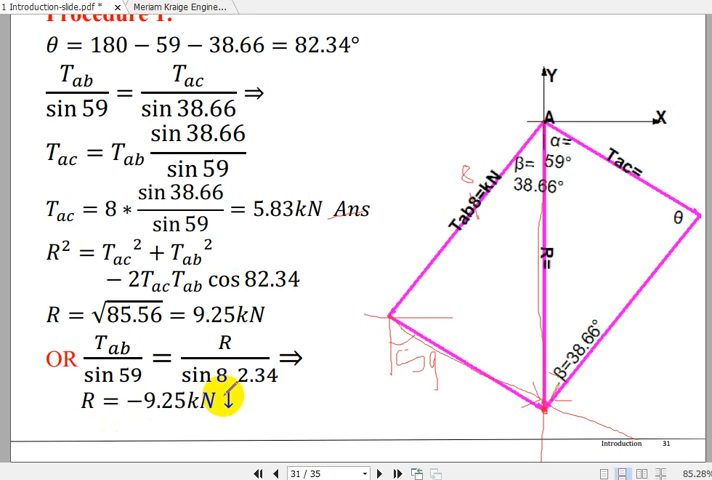 1 Introduction-slide.pdf * ×
Meriam Kraige Engine... ×
Procedure 1:
θ = 180 − 59 − 38.66 = 82.34°
T_ab / sin 59 = T_ac / sin 38.66 ⇒
T_ac = T_ab sin 38.66 / sin 59
T_ac = 8 * sin 38.66 / sin 59 = 5.83kN Ans
R² = T_ac² + T_ab²
− 2T_acT_ab cos 82.34
R = √85.56 = 9.25kN
OR T_ab / sin 59 = R / sin 82.34 ⇒
R = −9.25kN ↓
Y
A
X
α=
59°
β=
38.66°
Tac=
8
Tab8=kN
θ
R=
β=38.66°
59
Introduction 31
31 / 35
85.28%